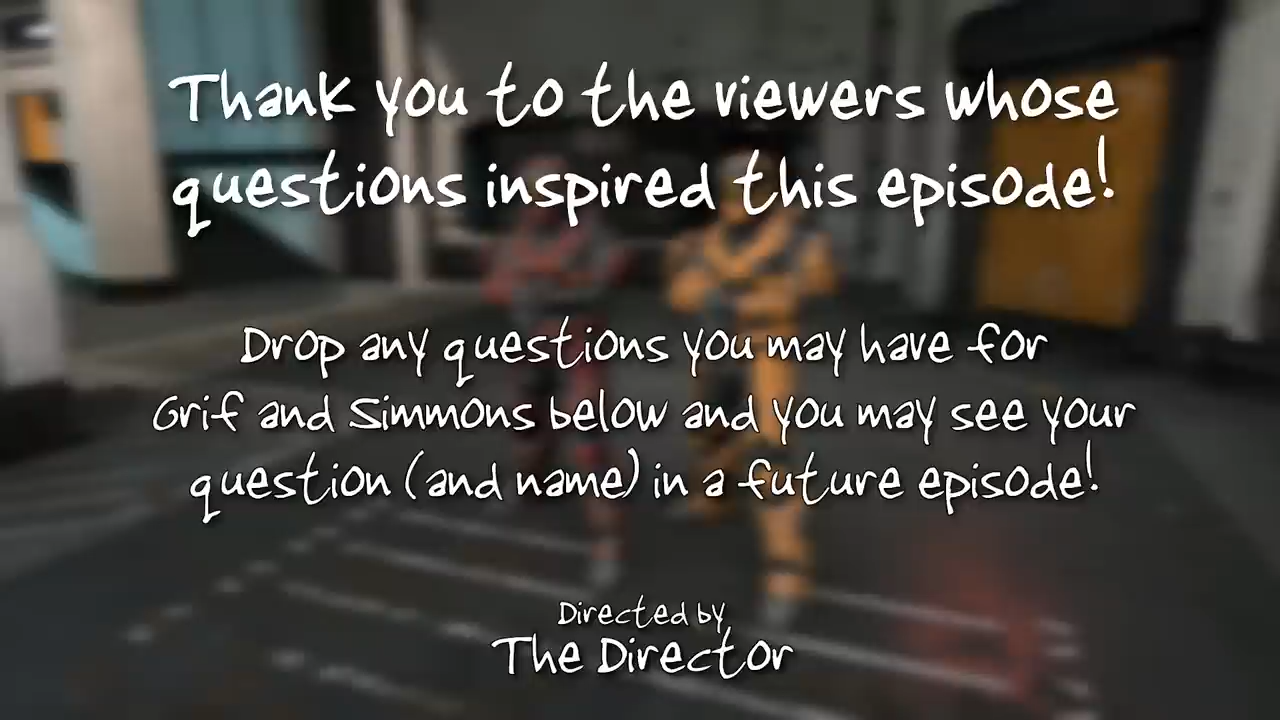 Thank you to the viewers whose
questions inspired this episode!
Drop any questions you may have for
Grif and Simmons below and you may see your
question (and name) in a future episode!
Directed by
The Director